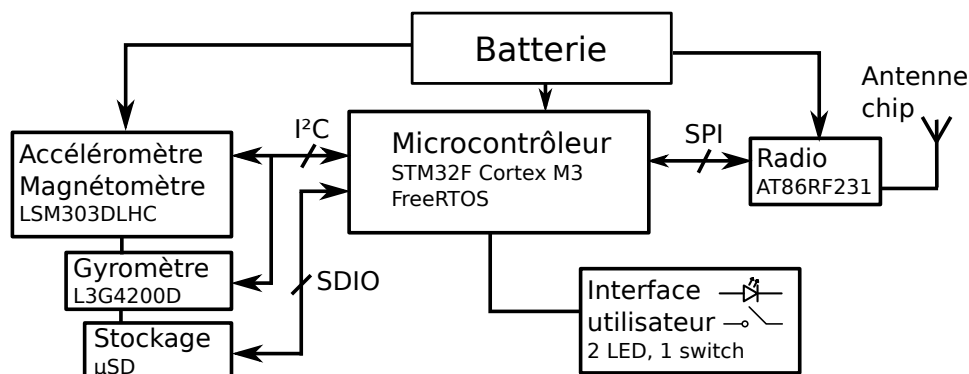 Batterie
Antenne
chip
I²C
SPI
Accéléromètre
Magnétomètre
LSM303DLHC
Microcontrôleur
STM32F Cortex M3
FreeRTOS
Radio
AT86RF231
Gyromètre
L3G4200D
SDIO
Stockage
µSD
Interface
utilisateur
2 LED, 1 switch